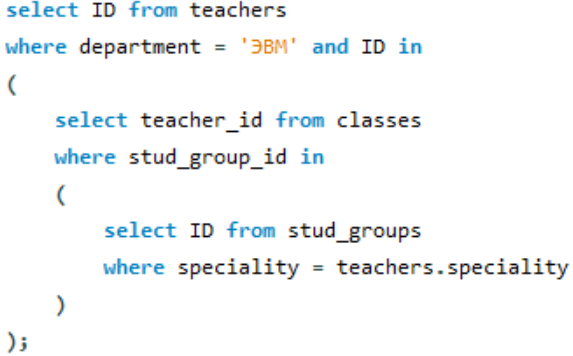 select ID from teachers
where department = 'ЭВМ' and ID in
(
select teacher_id from classes
where stud_group_id in
(
select ID from stud_groups
where speciality = teachers.speciality
)
);